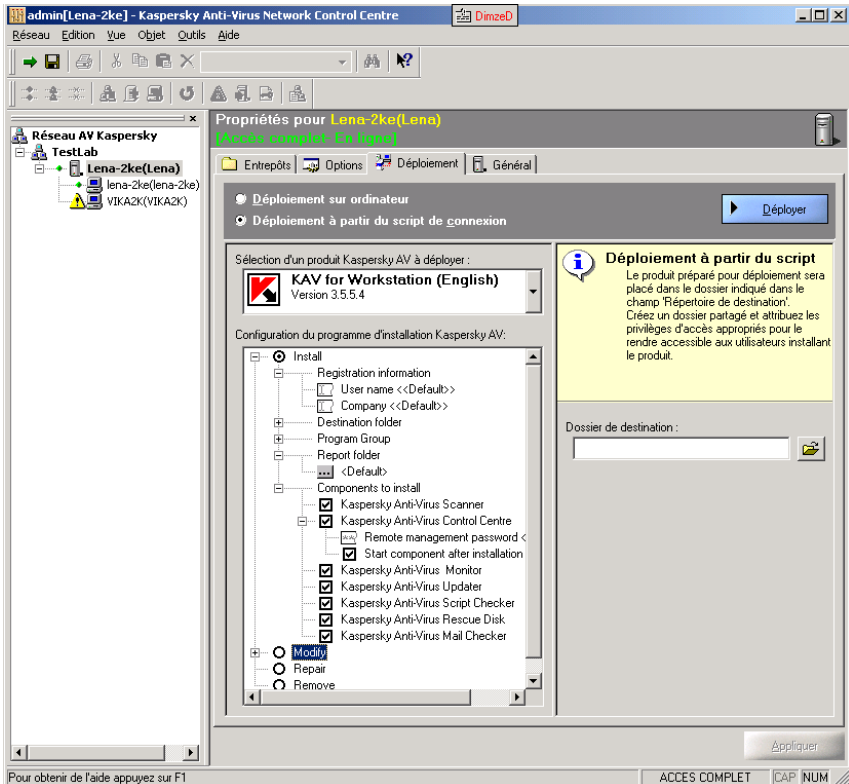 admin[Lena-2ke] - Kaspersky Anti-Virus Network Control Centre
DimzeD
Réseau Edition Vue Objet Outils Aide
Réseau AV Kaspersky
TestLab
Lena-2ke(Lena)
lena-2ke(lena-2ke)
VIKA2K(VIKA2K)
Propriétés pour Lena-2ke(Lena)
[Accès complet- En ligne]
Entrepôts Options Déploiement Général
Déploiement sur ordinateur
Déploiement à partir du script de connexion
Déployer
Sélection d'un produit Kaspersky AV à déployer :
KAV for Workstation (English)
Version 3.5.5.4
Configuration du programme d'installation Kaspersky AV:
Install
Registration information
User name <<Default>>
Company <<Default>>
Destination folder
Program Group
Report folder
<Default>
Components to install
Kaspersky Anti-Virus Scanner
Kaspersky Anti-Virus Control Centre
Remote management password <
Start component after installation
Kaspersky Anti-Virus Monitor
Kaspersky Anti-Virus Updater
Kaspersky Anti-Virus Script Checker
Kaspersky Anti-Virus Rescue Disk
Kaspersky Anti-Virus Mail Checker
Modify
Repair
Remove
Déploiement à partir du script
Le produit préparé pour déploiement sera
placé dans le dossier indiqué dans le
champ 'Répertoire de destination'.
Créez un dossier partagé et attribuez les
privilèges d'accès appropriés pour le
rendre accessible aux utilisateurs installant
le produit.
Dossier de destination :
Appliquer
Pour obtenir de l'aide appuyez sur F1
ACCES COMPLET CAP NUM